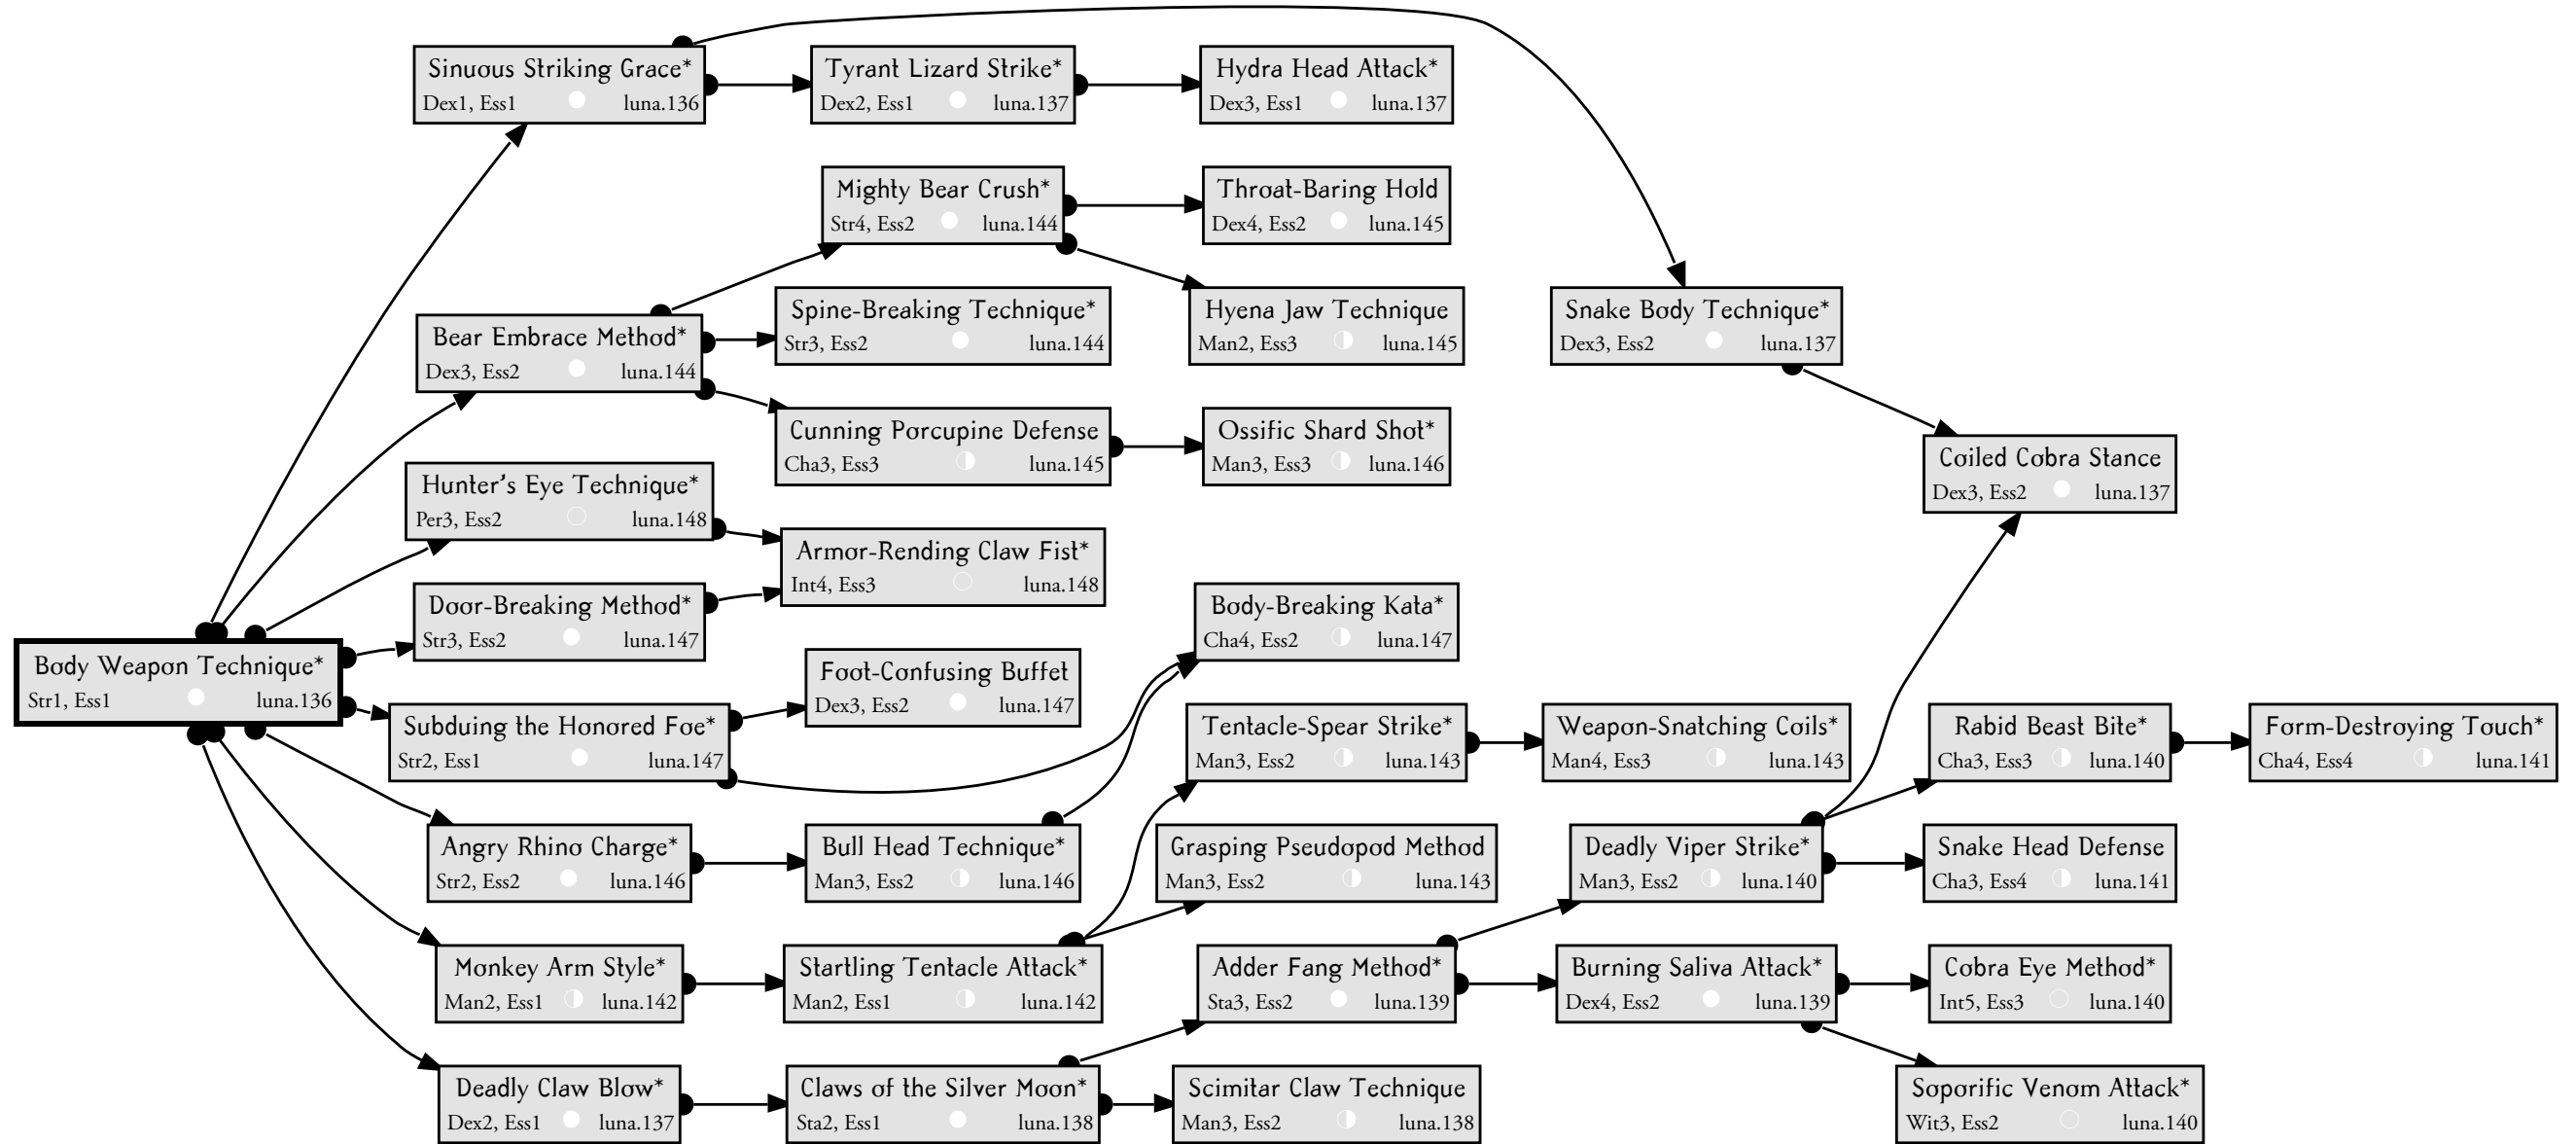 Sinuous Striking Grace*
Dex1, Ess1 luna.136
Tyrant Lizard Strike*
Dex2, Ess1 luna.137
Hydra Head Attack*
Dex3, Ess1 luna.137
Mighty Bear Crush*
Str4, Ess2 luna.144
Throat-Baring Hold
Dex4, Ess2 luna.145
Bear Embrace Method*
Dex3, Ess2 luna.144
Spine-Breaking Technique*
Str3, Ess2 luna.144
Hyena Jaw Technique
Man2, Ess3 luna.145
Snake Body Technique*
Dex3, Ess2 luna.137
Cunning Porcupine Defense
Cha3, Ess3 luna.145
Ossific Shard Shot*
Man3, Ess3 luna.146
Coiled Cobra Stance
Dex3, Ess2 luna.137
Hunter's Eye Technique*
Per3, Ess2 luna.148
Armor-Rending Claw Fist*
Int4, Ess3 luna.148
Door-Breaking Method*
Str3, Ess2 luna.147
Body-Breaking Kata*
Cha4, Ess2 luna.147
Body Weapon Technique*
Str1, Ess1 luna.136
Foot-Confusing Buffet
Dex3, Ess2 luna.147
Subduing the Honored Foe*
Str2, Ess1 luna.147
Tentacle-Spear Strike*
Man3, Ess2 luna.143
Weapon-Snatching Coils*
Man4, Ess3 luna.143
Rabid Beast Bite*
Cha3, Ess3 luna.140
Form-Destroying Touch*
Cha4, Ess4 luna.141
Angry Rhino Charge*
Str2, Ess2 luna.146
Bull Head Technique*
Man3, Ess2 luna.146
Grasping Pseudopod Method
Man3, Ess2 luna.143
Deadly Viper Strike*
Man3, Ess2 luna.140
Snake Head Defense
Cha3, Ess4 luna.141
Monkey Arm Style*
Man2, Ess1 luna.142
Startling Tentacle Attack*
Man2, Ess1 luna.142
Adder Fang Method*
Sta3, Ess2 luna.139
Burning Saliva Attack*
Dex4, Ess2 luna.139
Cobra Eye Method*
Int5, Ess3 luna.140
Deadly Claw Blow*
Dex2, Ess1 luna.137
Claws of the Silver Moon*
Sta2, Ess1 luna.138
Scimitar Claw Technique
Man3, Ess2 luna.138
Soporific Venom Attack*
Wit3, Ess2 luna.140